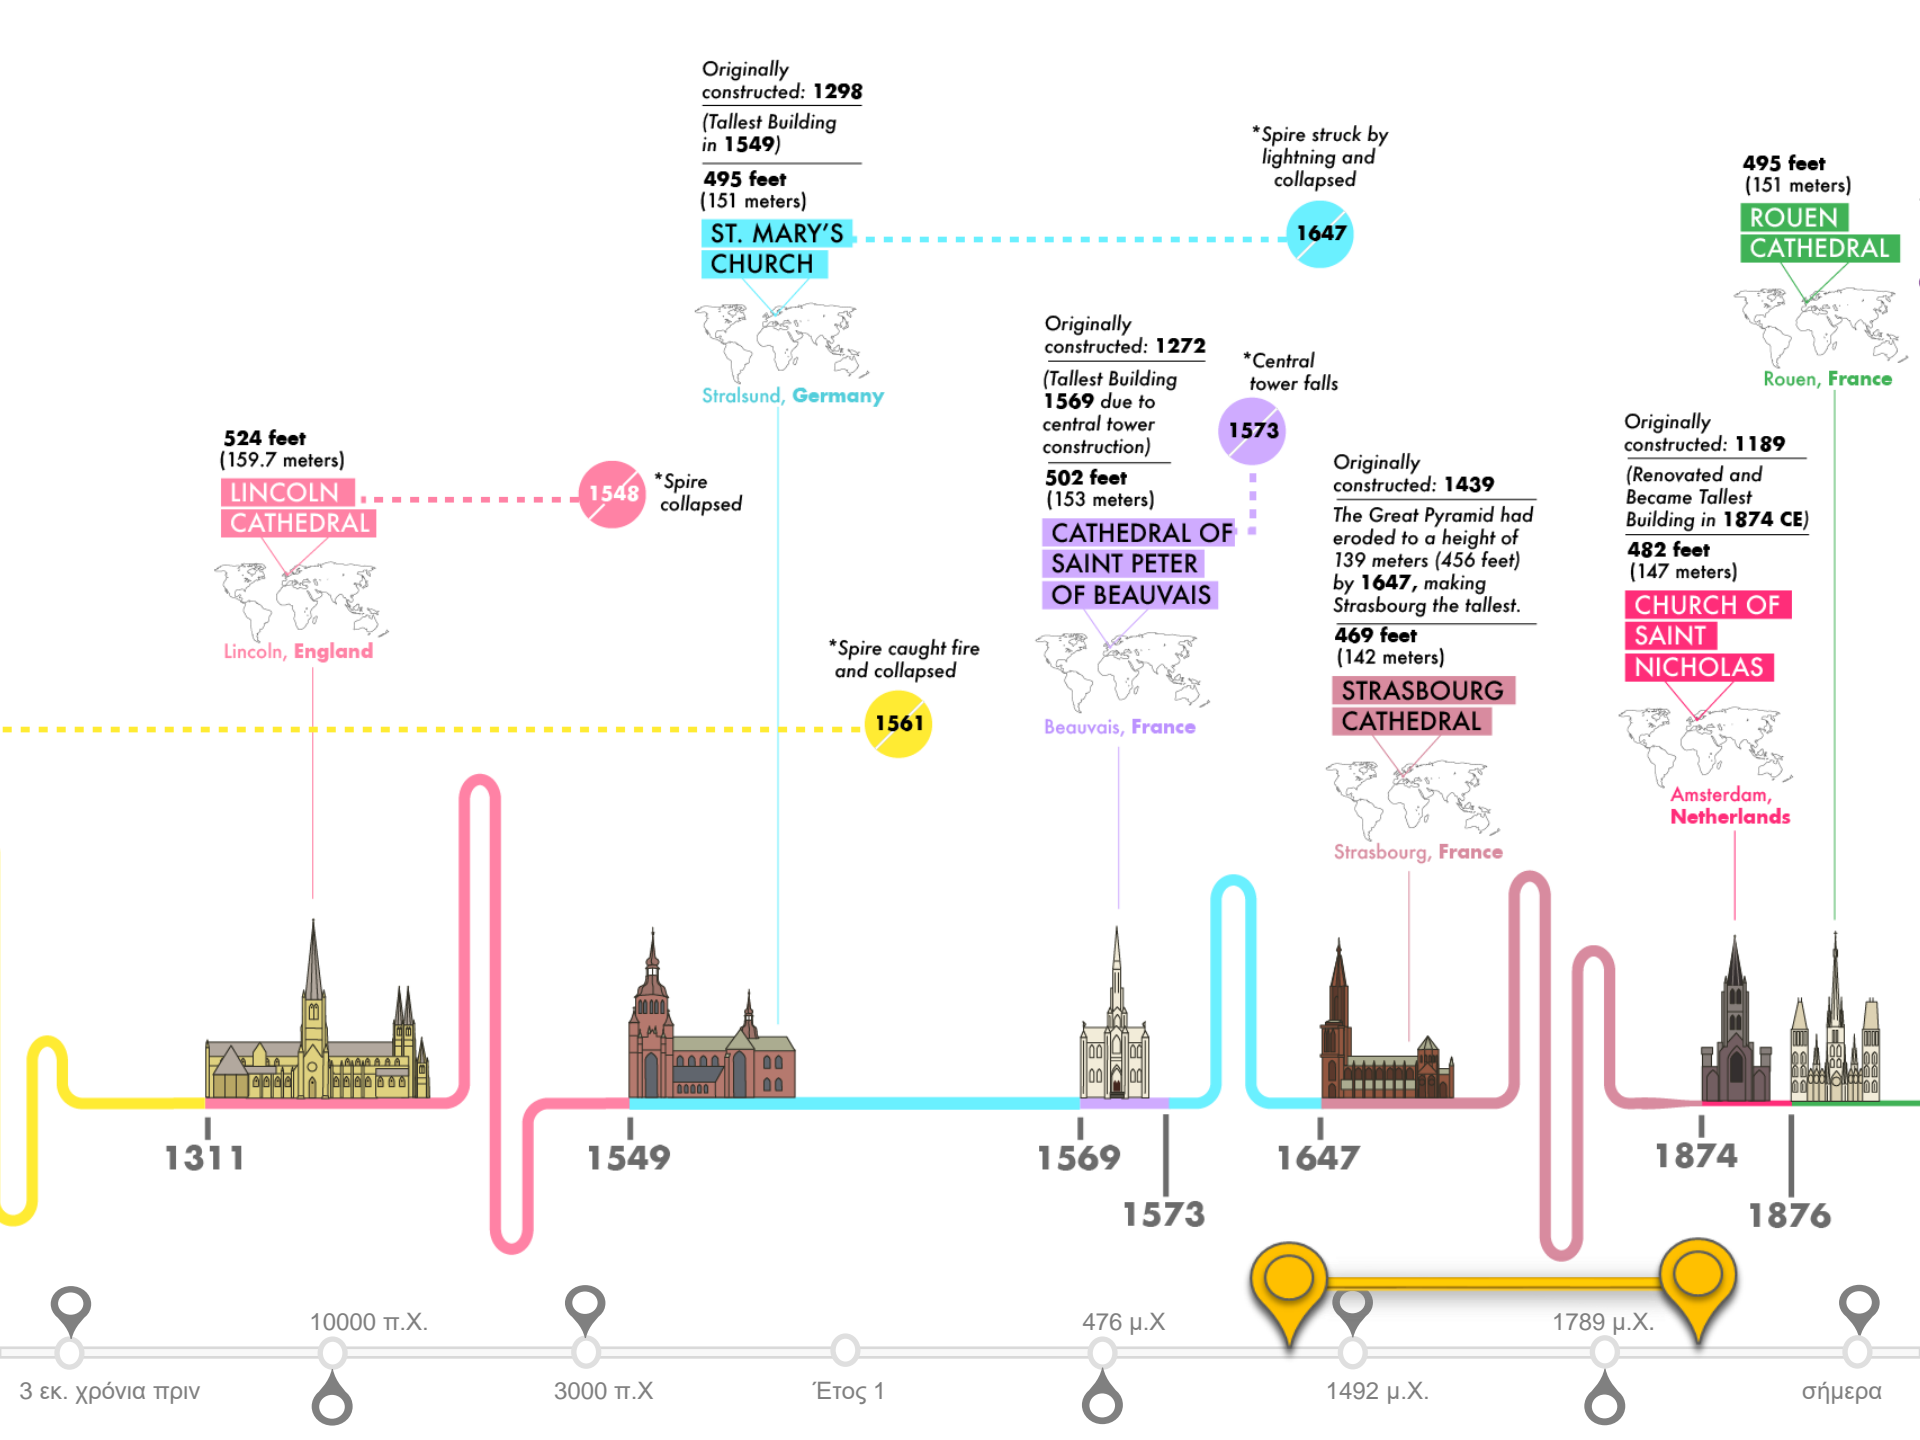 Originally
constructed: 1298
(Tallest Building
in 1549)
495 feet
(151 meters)
ST. MARY'S
CHURCH
Stralsund, Germany
*Spire struck by
lightning and
collapsed
1647
495 feet
(151 meters)
ROUEN
CATHEDRAL
Rouen, France
524 feet
(159.7 meters)
LINCOLN
CATHEDRAL
Lincoln, England
1548
*Spire
collapsed
*Spire caught fire
and collapsed
1561
Originally
constructed: 1272
(Tallest Building
1569 due to
central tower
construction)
502 feet
(153 meters)
CATHEDRAL OF
SAINT PETER
OF BEAUVAIS
Beauvais, France
*Central
tower falls
1573
Originally
constructed: 1439
The Great Pyramid had
eroded to a height of
139 meters (456 feet)
by 1647, making
Strasbourg the tallest.
469 feet
(142 meters)
STRASBOURG
CATHEDRAL
Strasbourg, France
Originally
constructed: 1189
(Renovated and
Became Tallest
Building in 1874 CE)
482 feet
(147 meters)
CHURCH OF
SAINT
NICHOLAS
Amsterdam,
Netherlands
1311
1549
1569
1573
1647
1874
1876
3 εκ. χρόνια πριν
10000 π.Χ.
3000 π.Χ
Έτος 1
476 μ.Χ
1492 μ.Χ.
1789 μ.Χ.
σήμερα